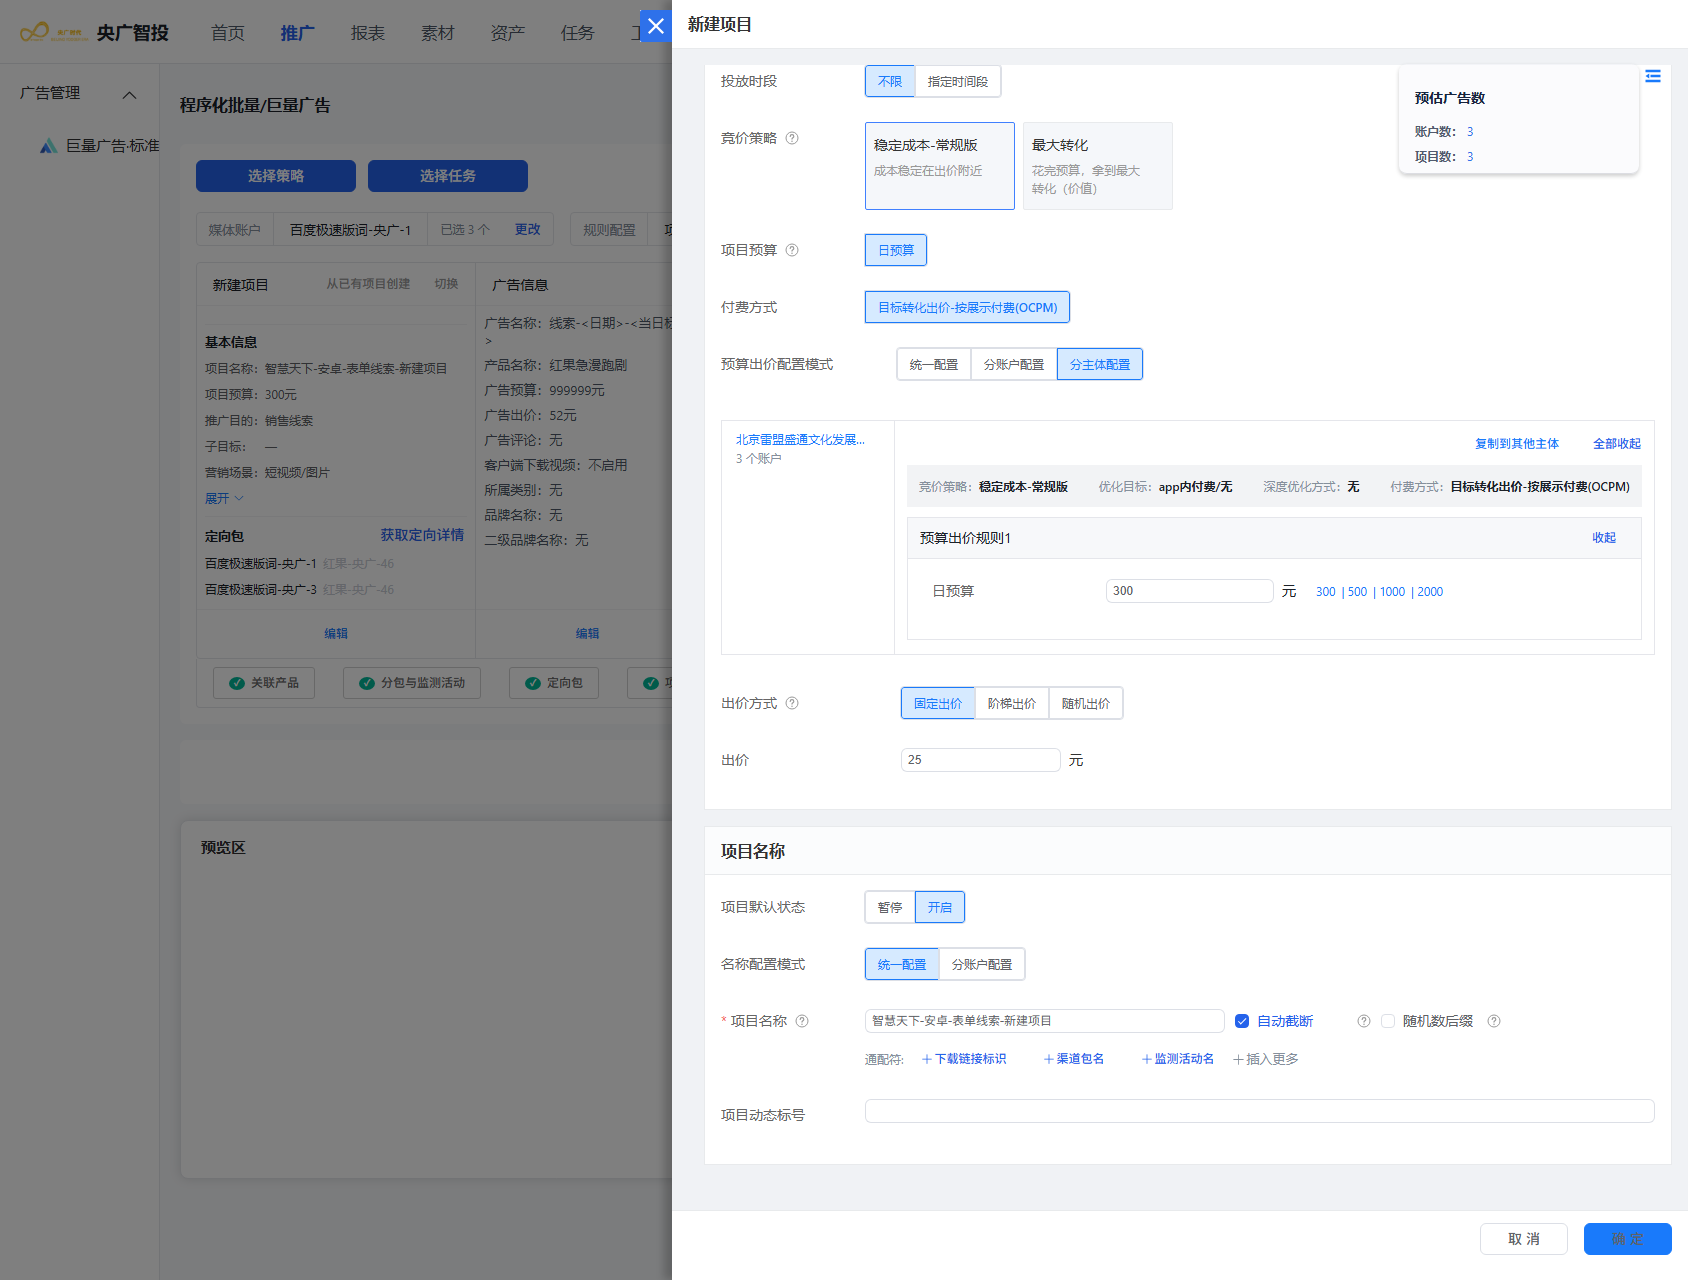 央广智投
首页
推广
报表
素材
资产
任务
广告管理
巨量广告·标准
程序化批量/巨量广告
选择策略
选择任务
媒体账户
百度极速版词-央广-1
已选 3 个
更改
规则配置
新建项目
从已有项目创建
切换
基本信息
项目名称：智慧天下-安卓-表单线索-新建项目
项目预算：300元
推广目的：销售线索
子目标：—
营销场景：短视频/图片
展开
定向包
获取定向详情
百度极速版词-央广-1 红果-央广-46
百度极速版词-央广-3 红果-央广-46
编辑
广告信息
广告名称：线索-<日期>-<当日标
>
产品名称：红果急漫跑剧
广告预算：999999元
广告出价：52元
广告评论：无
客户端下载视频：不启用
所属类别：无
品牌名称：无
二级品牌名称：无
编辑
关联产品
分包与监测活动
定向包
预览区
新建项目
投放时段
不限
指定时间段
竞价策略
稳定成本-常规版
成本稳定在出价附近
最大转化
花完预算，拿到最大
转化（价值）
预估广告数
账户数： 3
项目数： 3
项目预算
日预算
付费方式
目标转化出价-按展示付费(OCPM)
预算出价配置模式
统一配置
分账户配置
分主体配置
北京雷盟盛通文化发展...
3 个账户
复制到其他主体
全部收起
竞价策略：稳定成本-常规版
优化目标：app内付费/无
深度优化方式：无
付费方式：目标转化出价-按展示付费(OCPM)
预算出价规则1
收起
日预算
300
元
300 | 500 | 1000 | 2000
出价方式
固定出价
阶梯出价
随机出价
出价
25
元
项目名称
项目默认状态
暂停
开启
名称配置模式
统一配置
分账户配置
* 项目名称
智慧天下-安卓-表单线索-新建项目
自动截断
随机数后缀
通配符:
+下载链接标识
+渠道包名
+监测活动名
+插入更多
项目动态标号
取 消
确 定